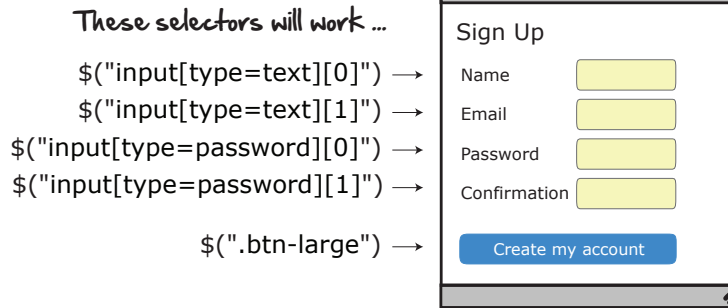 These selectors will work ...
Sign Up
$("input[type=text][0]") → Name
$("input[type=text][1]") → Email
$("input[type=password][0]") → Password
$("input[type=password][1]") → Confirmation
$(".btn-large") → Create my account